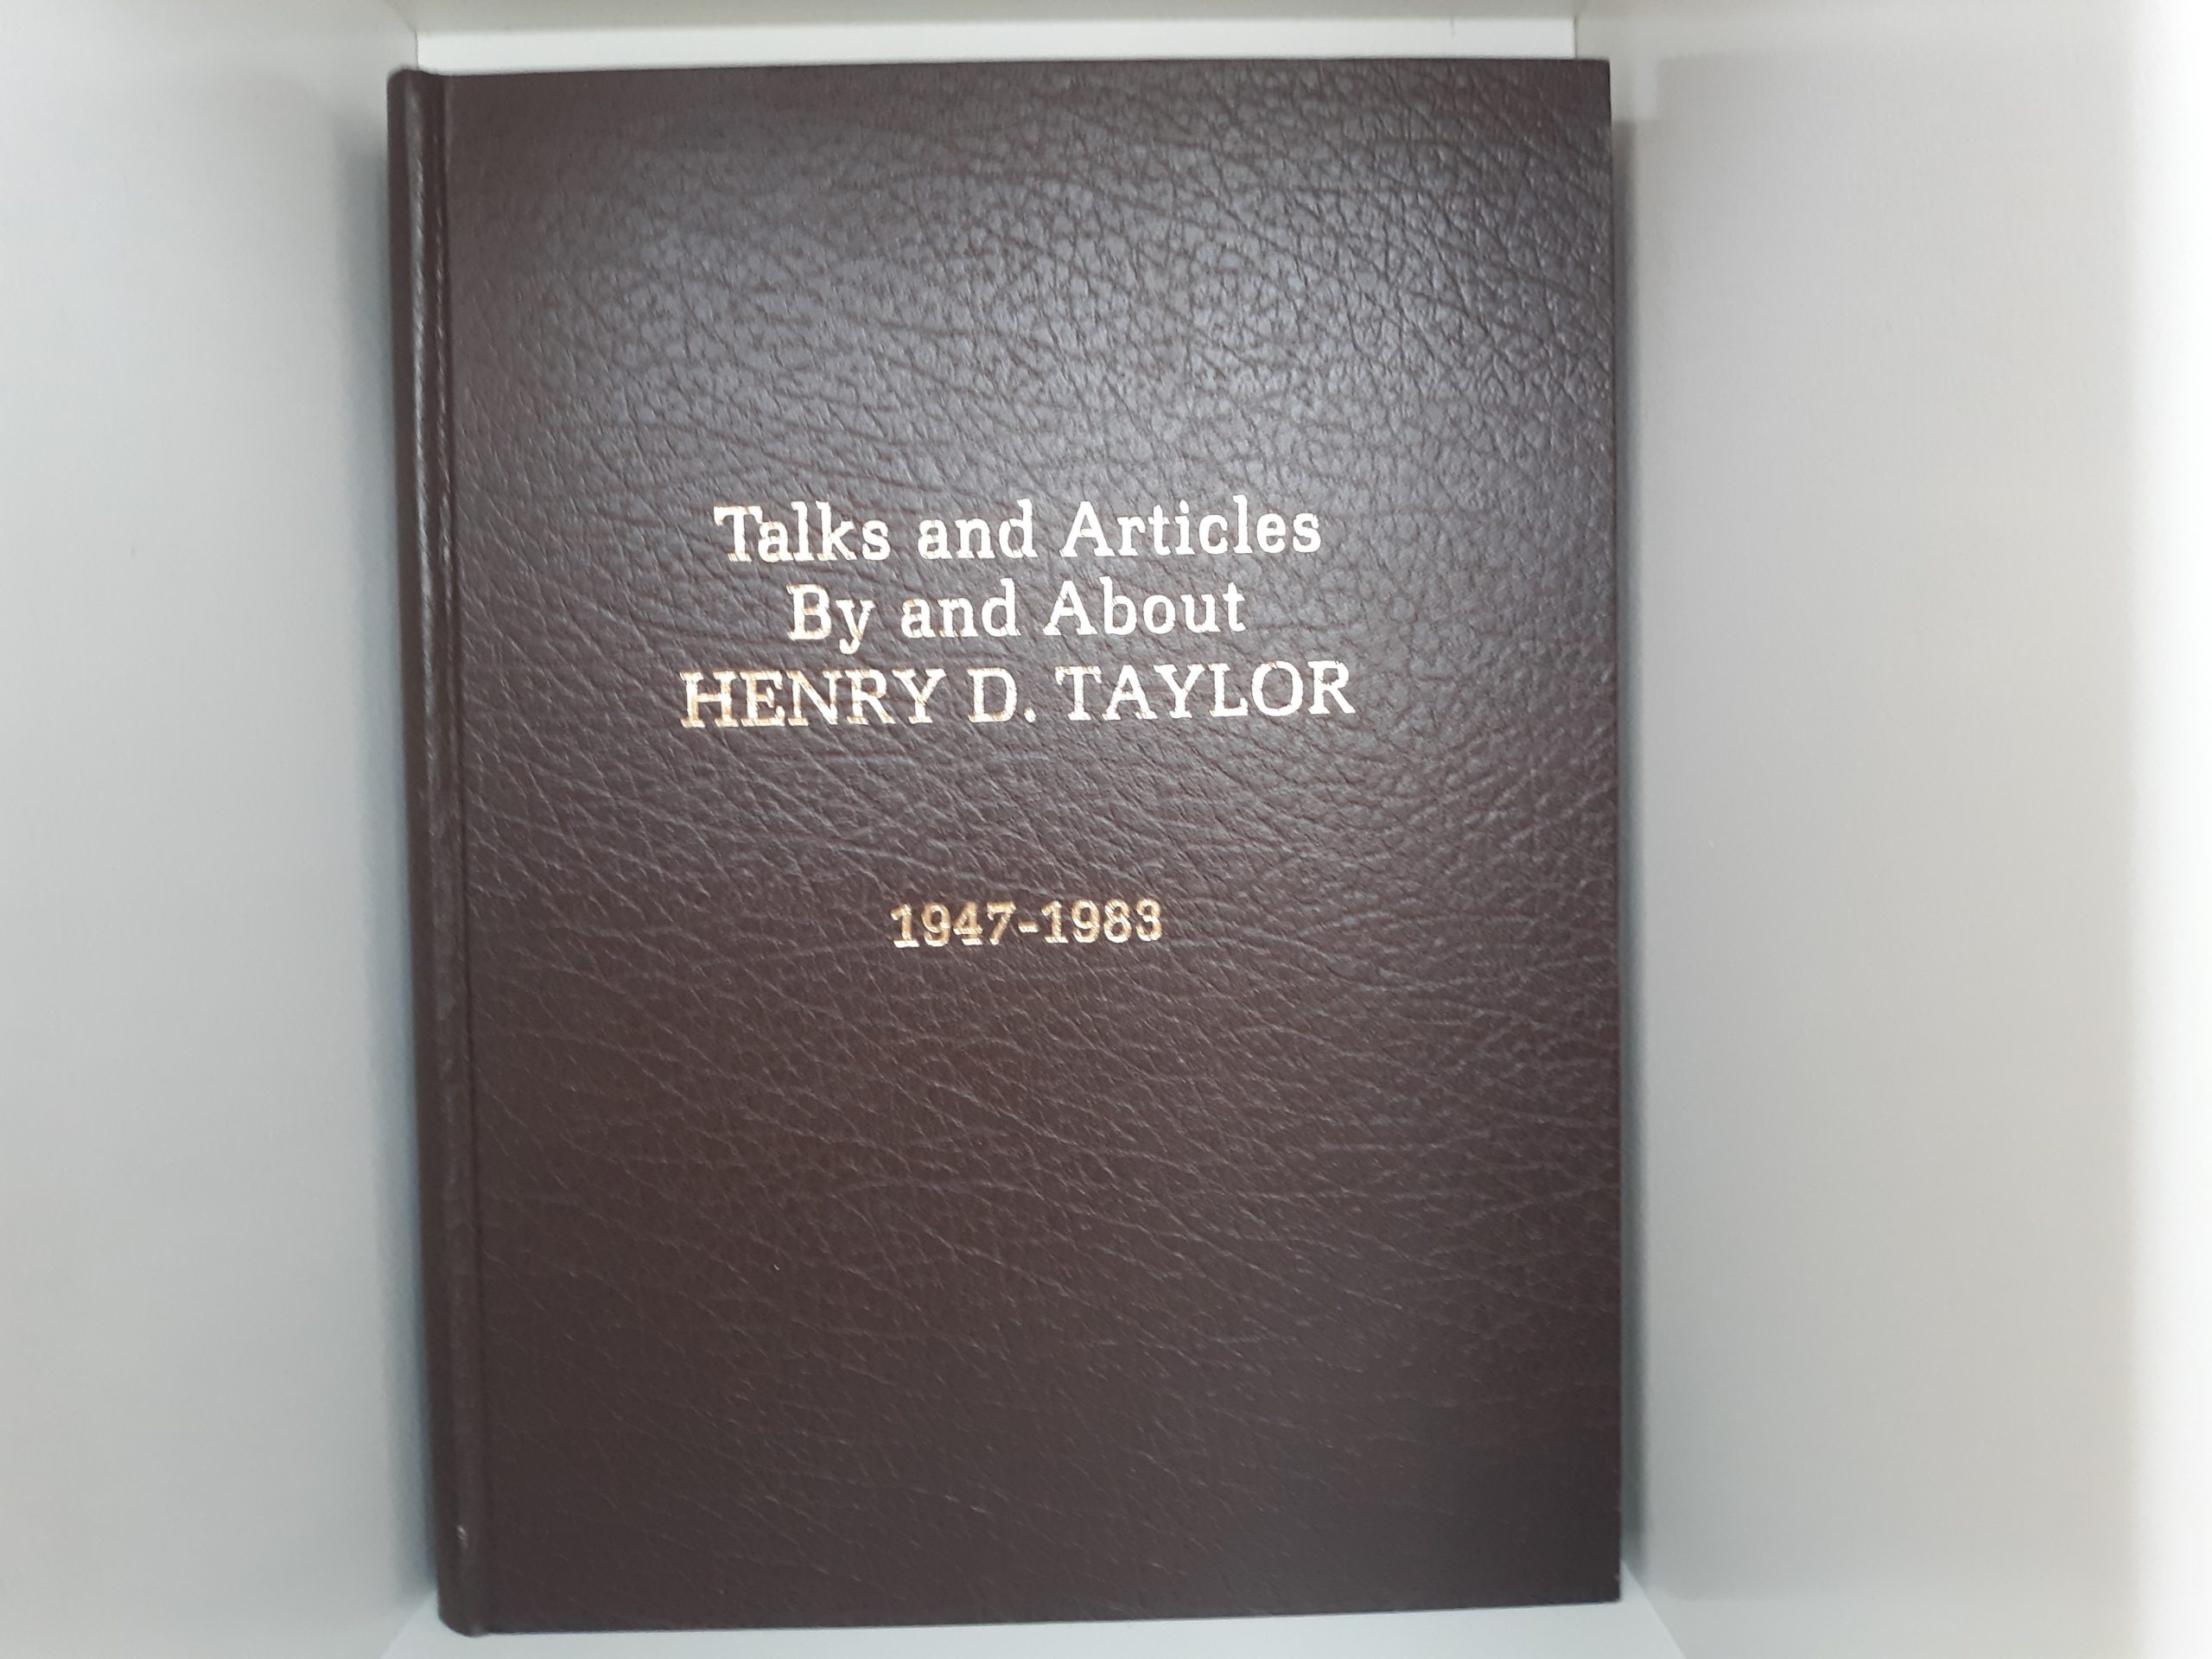 Talks and Articles
By and About
HENRY D. TAYLOR
1947-1983